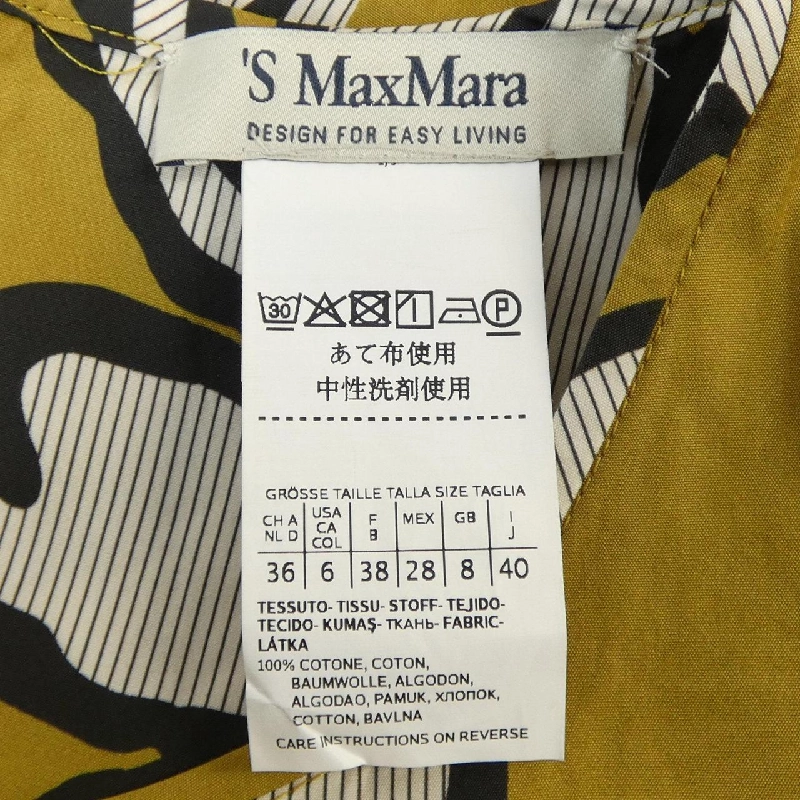 'S MaxMara
DESIGN FOR EASY LIVING
30 P
あて布使用
中性洗剤使用
GRÖSSE TAILLE TALLA SIZE TAGLIA
CH A NL D USA CA COL F B MEX GB I J
36 6 38 28 8 40
TESSUTO- TISSU- STOFF- TEJIDO-
TECIDO- KUMAŞ- ТКАНЬ- FABRIC-
LÁTKA
100% COTONE, COTON,
BAUMWOLLE, ALGODON,
ALGODAO, PAMUK, ХЛОПОК,
COTTON, BAVLNA
CARE INSTRUCTIONS ON REVERSE